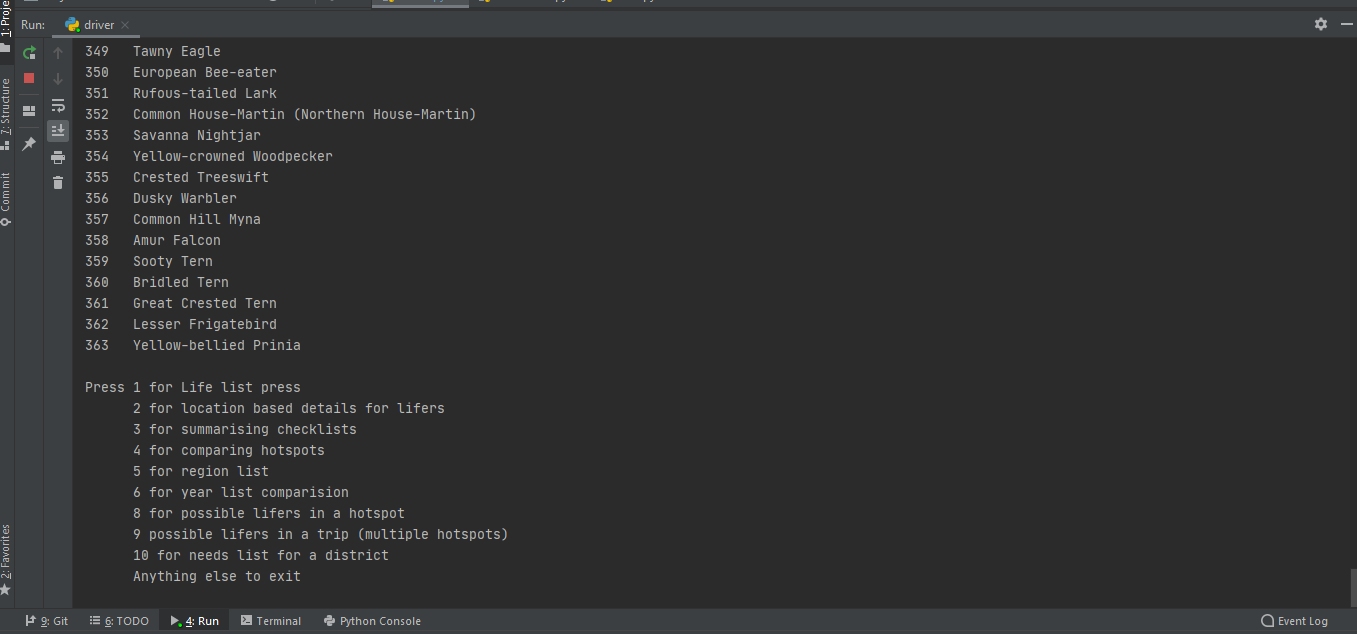 1: Proje
Run:
driver
7: Structure
Commit
2: Favorites
349 Tawny Eagle
350 European Bee-eater
351 Rufous-tailed Lark
352 Common House-Martin (Northern House-Martin)
353 Savanna Nightjar
354 Yellow-crowned Woodpecker
355 Crested Treeswift
356 Dusky Warbler
357 Common Hill Myna
358 Amur Falcon
359 Sooty Tern
360 Bridled Tern
361 Great Crested Tern
362 Lesser Frigatebird
363 Yellow-bellied Prinia
Press 1 for Life list press
2 for location based details for lifers
3 for summarising checklists
4 for comparing hotspots
5 for region list
6 for year list comparision
8 for possible lifers in a hotspot
9 possible lifers in a trip (multiple hotspots)
10 for needs list for a district
Anything else to exit
9: Git
6: TODO
4: Run
Terminal
Python Console
Event Log